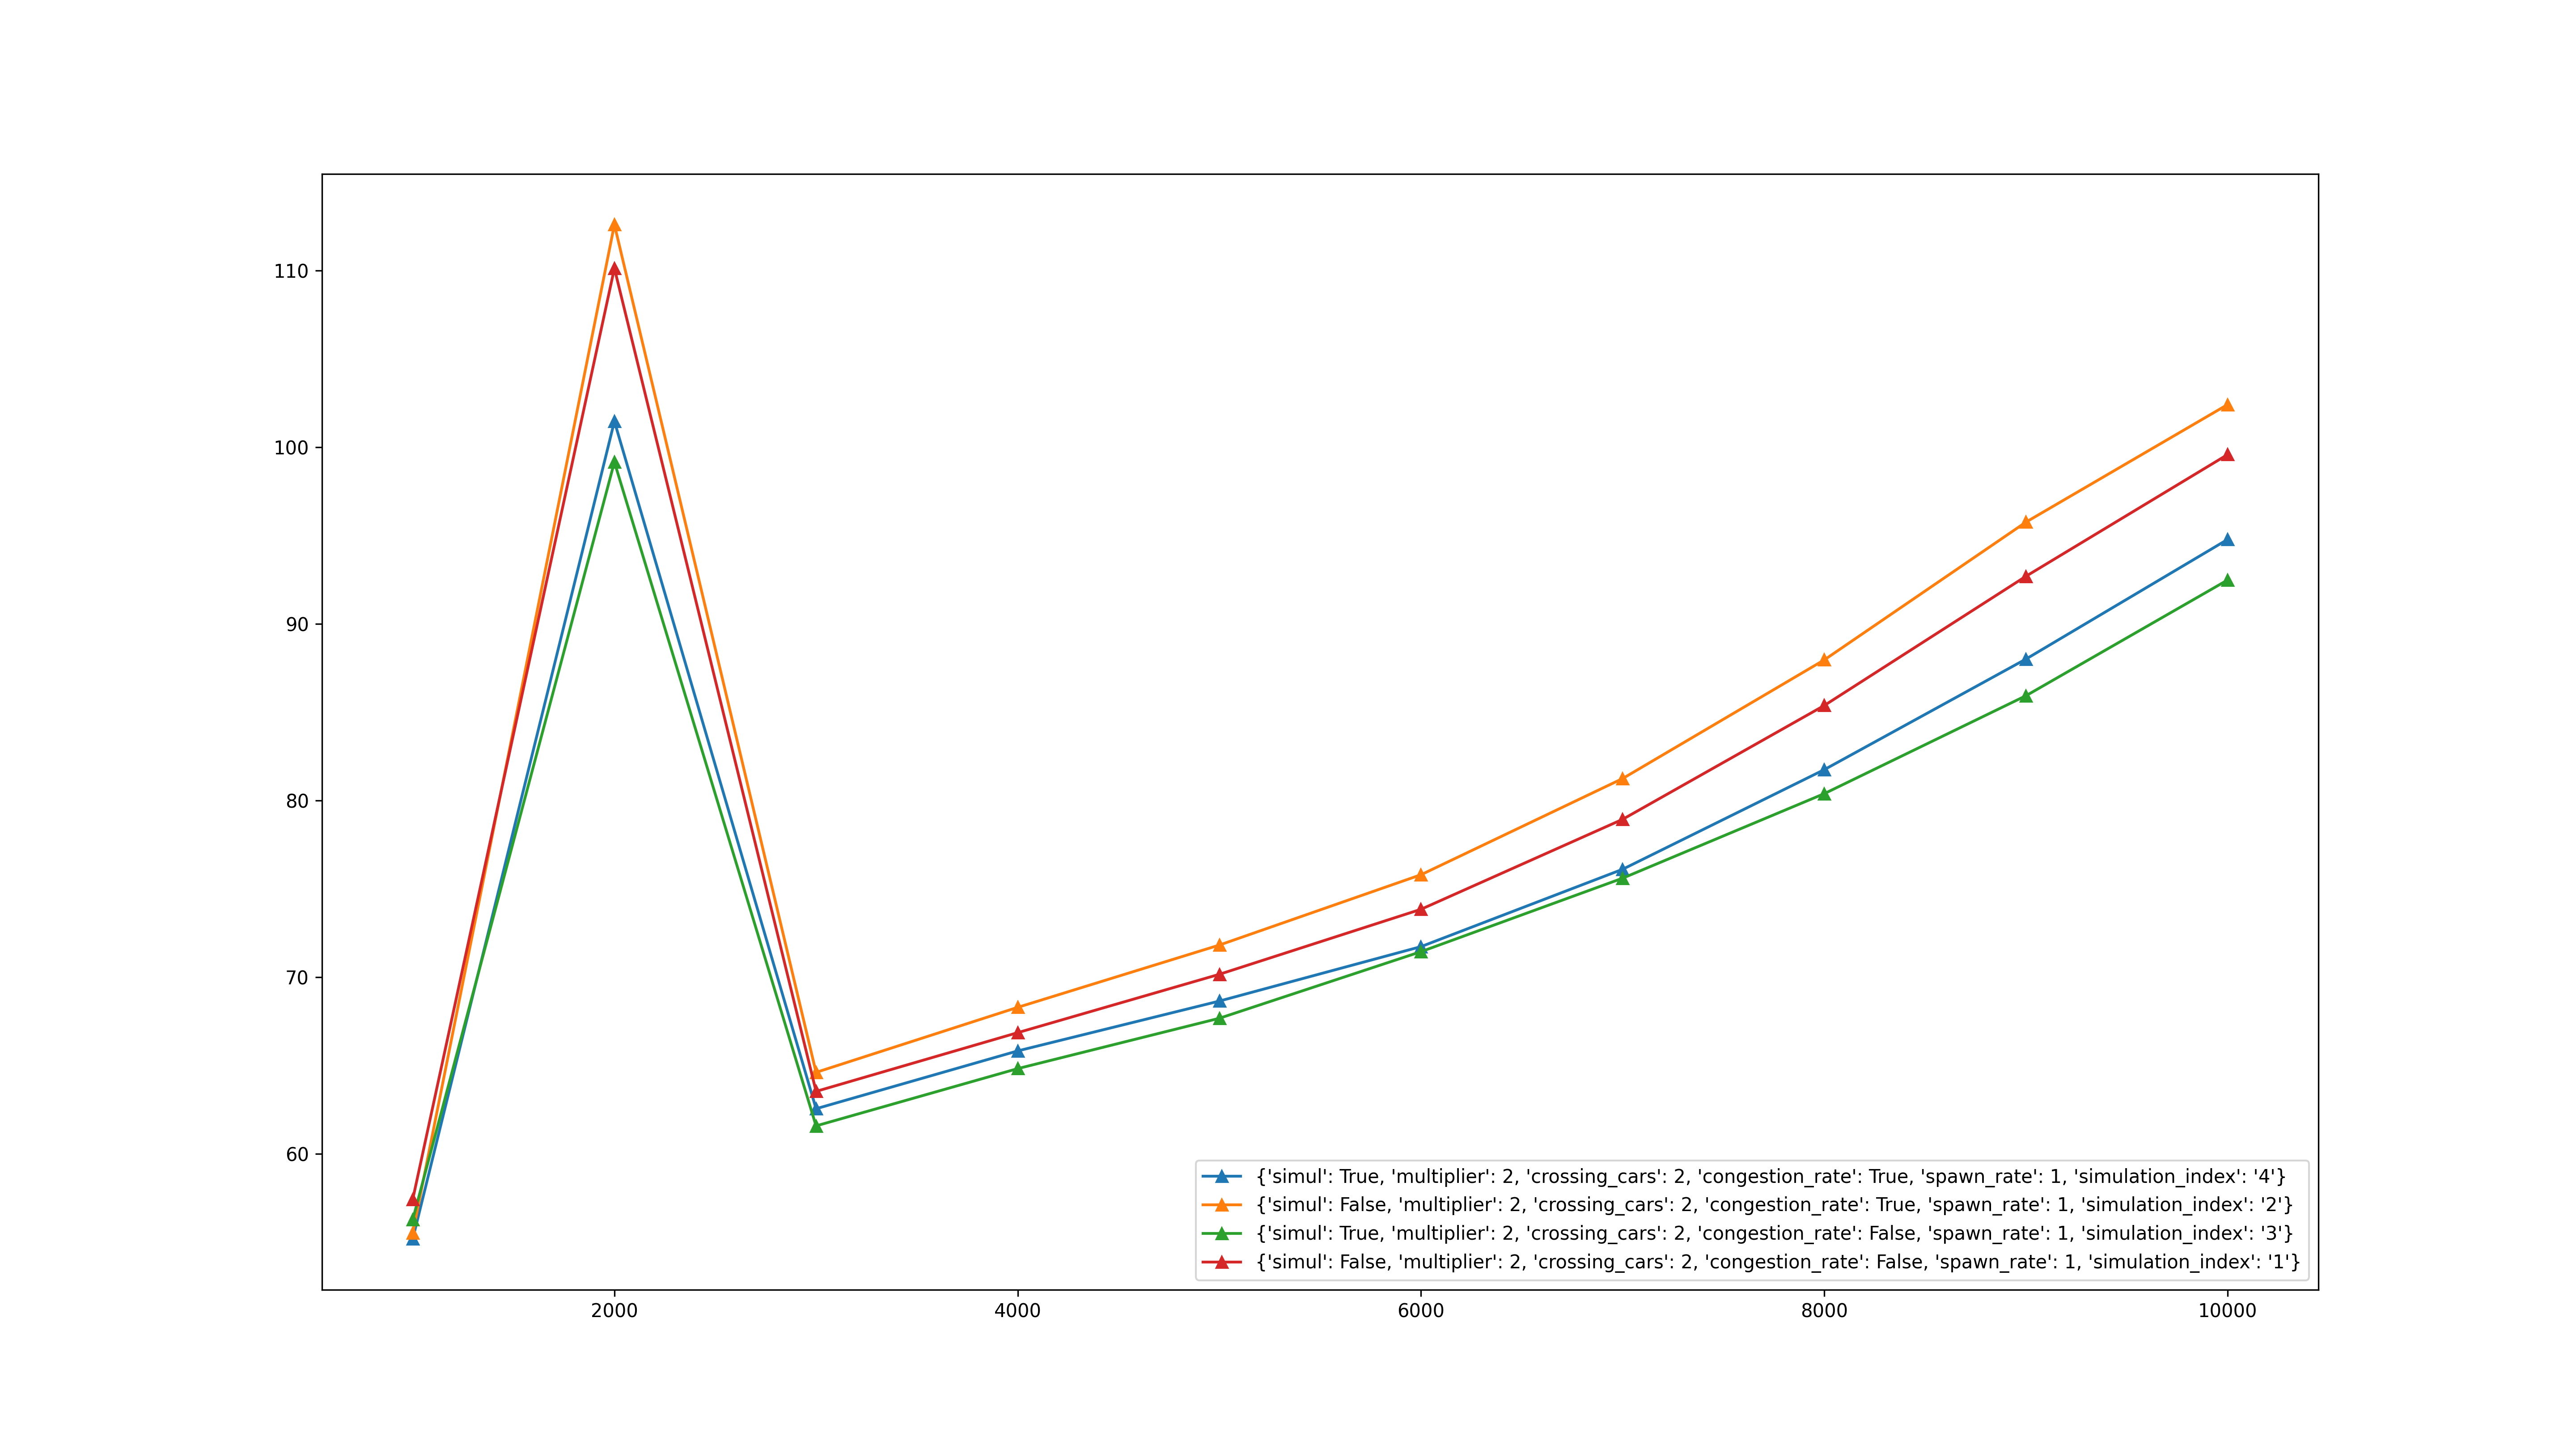 110
100
90
80
70
60
2000 4000 6000 8000 10000
{'simul': True, 'multiplier': 2, 'crossing_cars': 2, 'congestion_rate': True, 'spawn_rate': 1, 'simulation_index': '4'}
{'simul': False, 'multiplier': 2, 'crossing_cars': 2, 'congestion_rate': True, 'spawn_rate': 1, 'simulation_index': '2'}
{'simul': True, 'multiplier': 2, 'crossing_cars': 2, 'congestion_rate': False, 'spawn_rate': 1, 'simulation_index': '3'}
{'simul': False, 'multiplier': 2, 'crossing_cars': 2, 'congestion_rate': False, 'spawn_rate': 1, 'simulation_index': '1'}